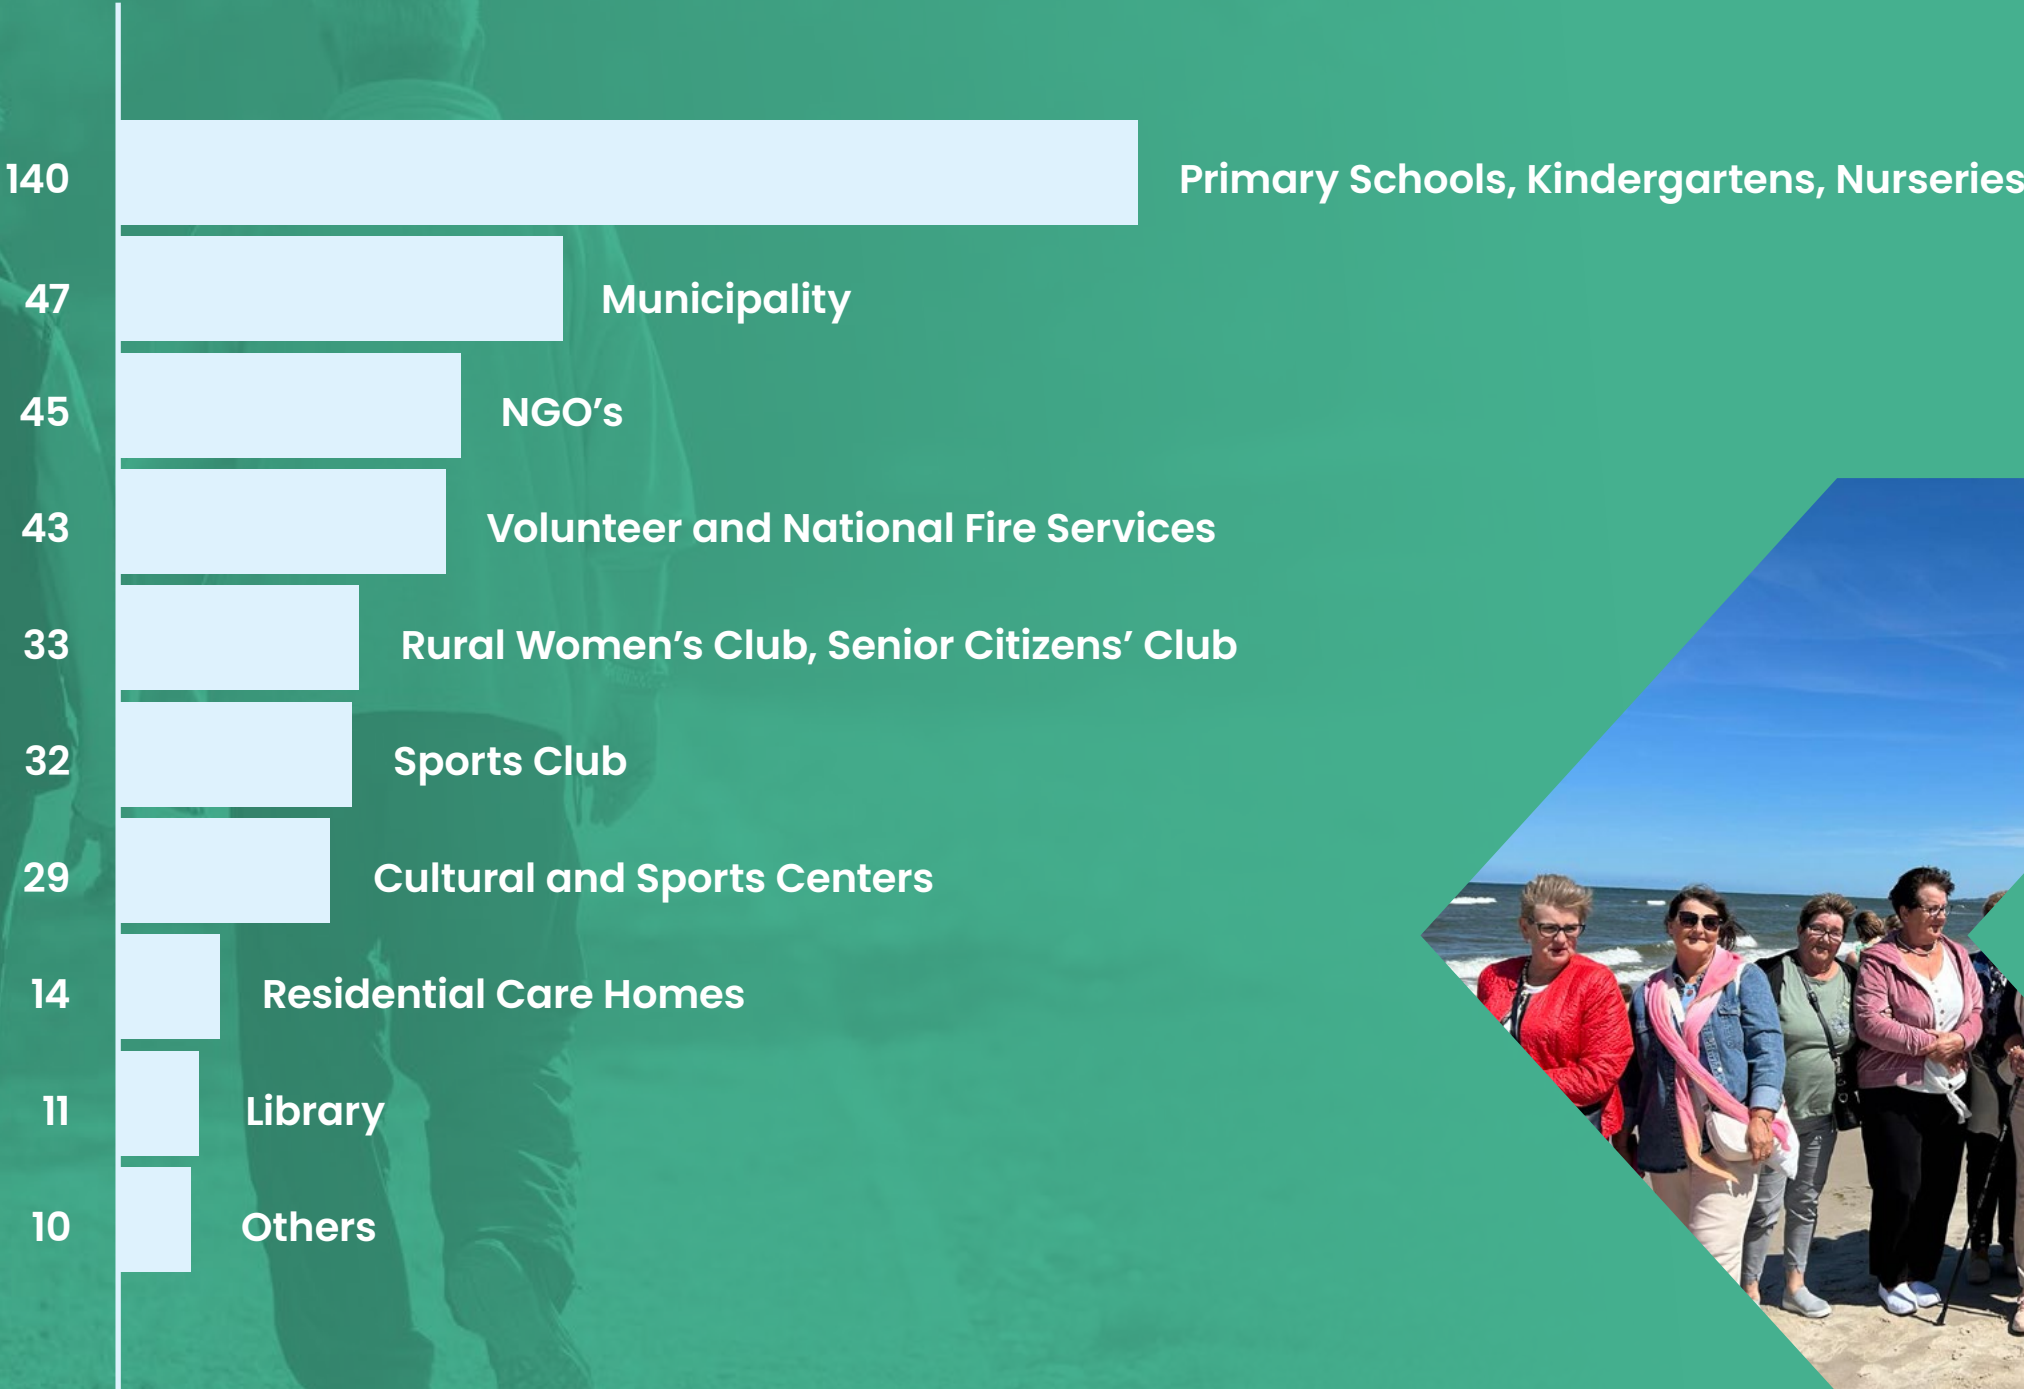 140 Primary Schools, Kindergartens, Nurseries
47 Municipality
45 NGO’s
43 Volunteer and National Fire Services
33 Rural Women’s Club, Senior Citizens’ Club
32 Sports Club
29 Cultural and Sports Centers
14 Residential Care Homes
11 Library
10 Others